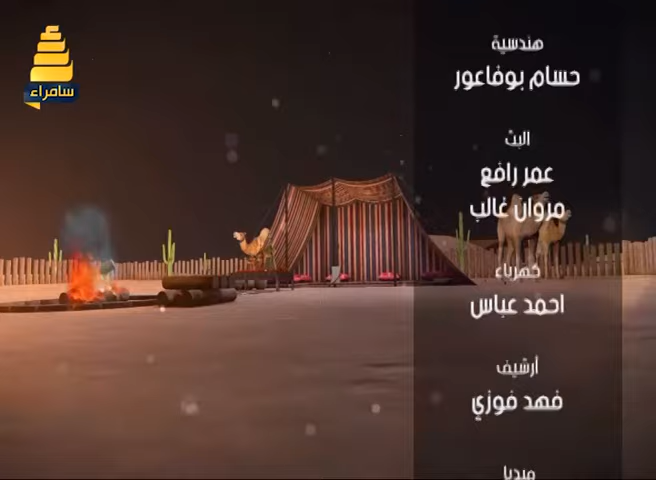 سامراء
هندسية
حسام بوفاعور
البث
عمر رافع
مروان غالب
كهرباء
احمد عباس
أرشيف
فهد فوزي
ميديا